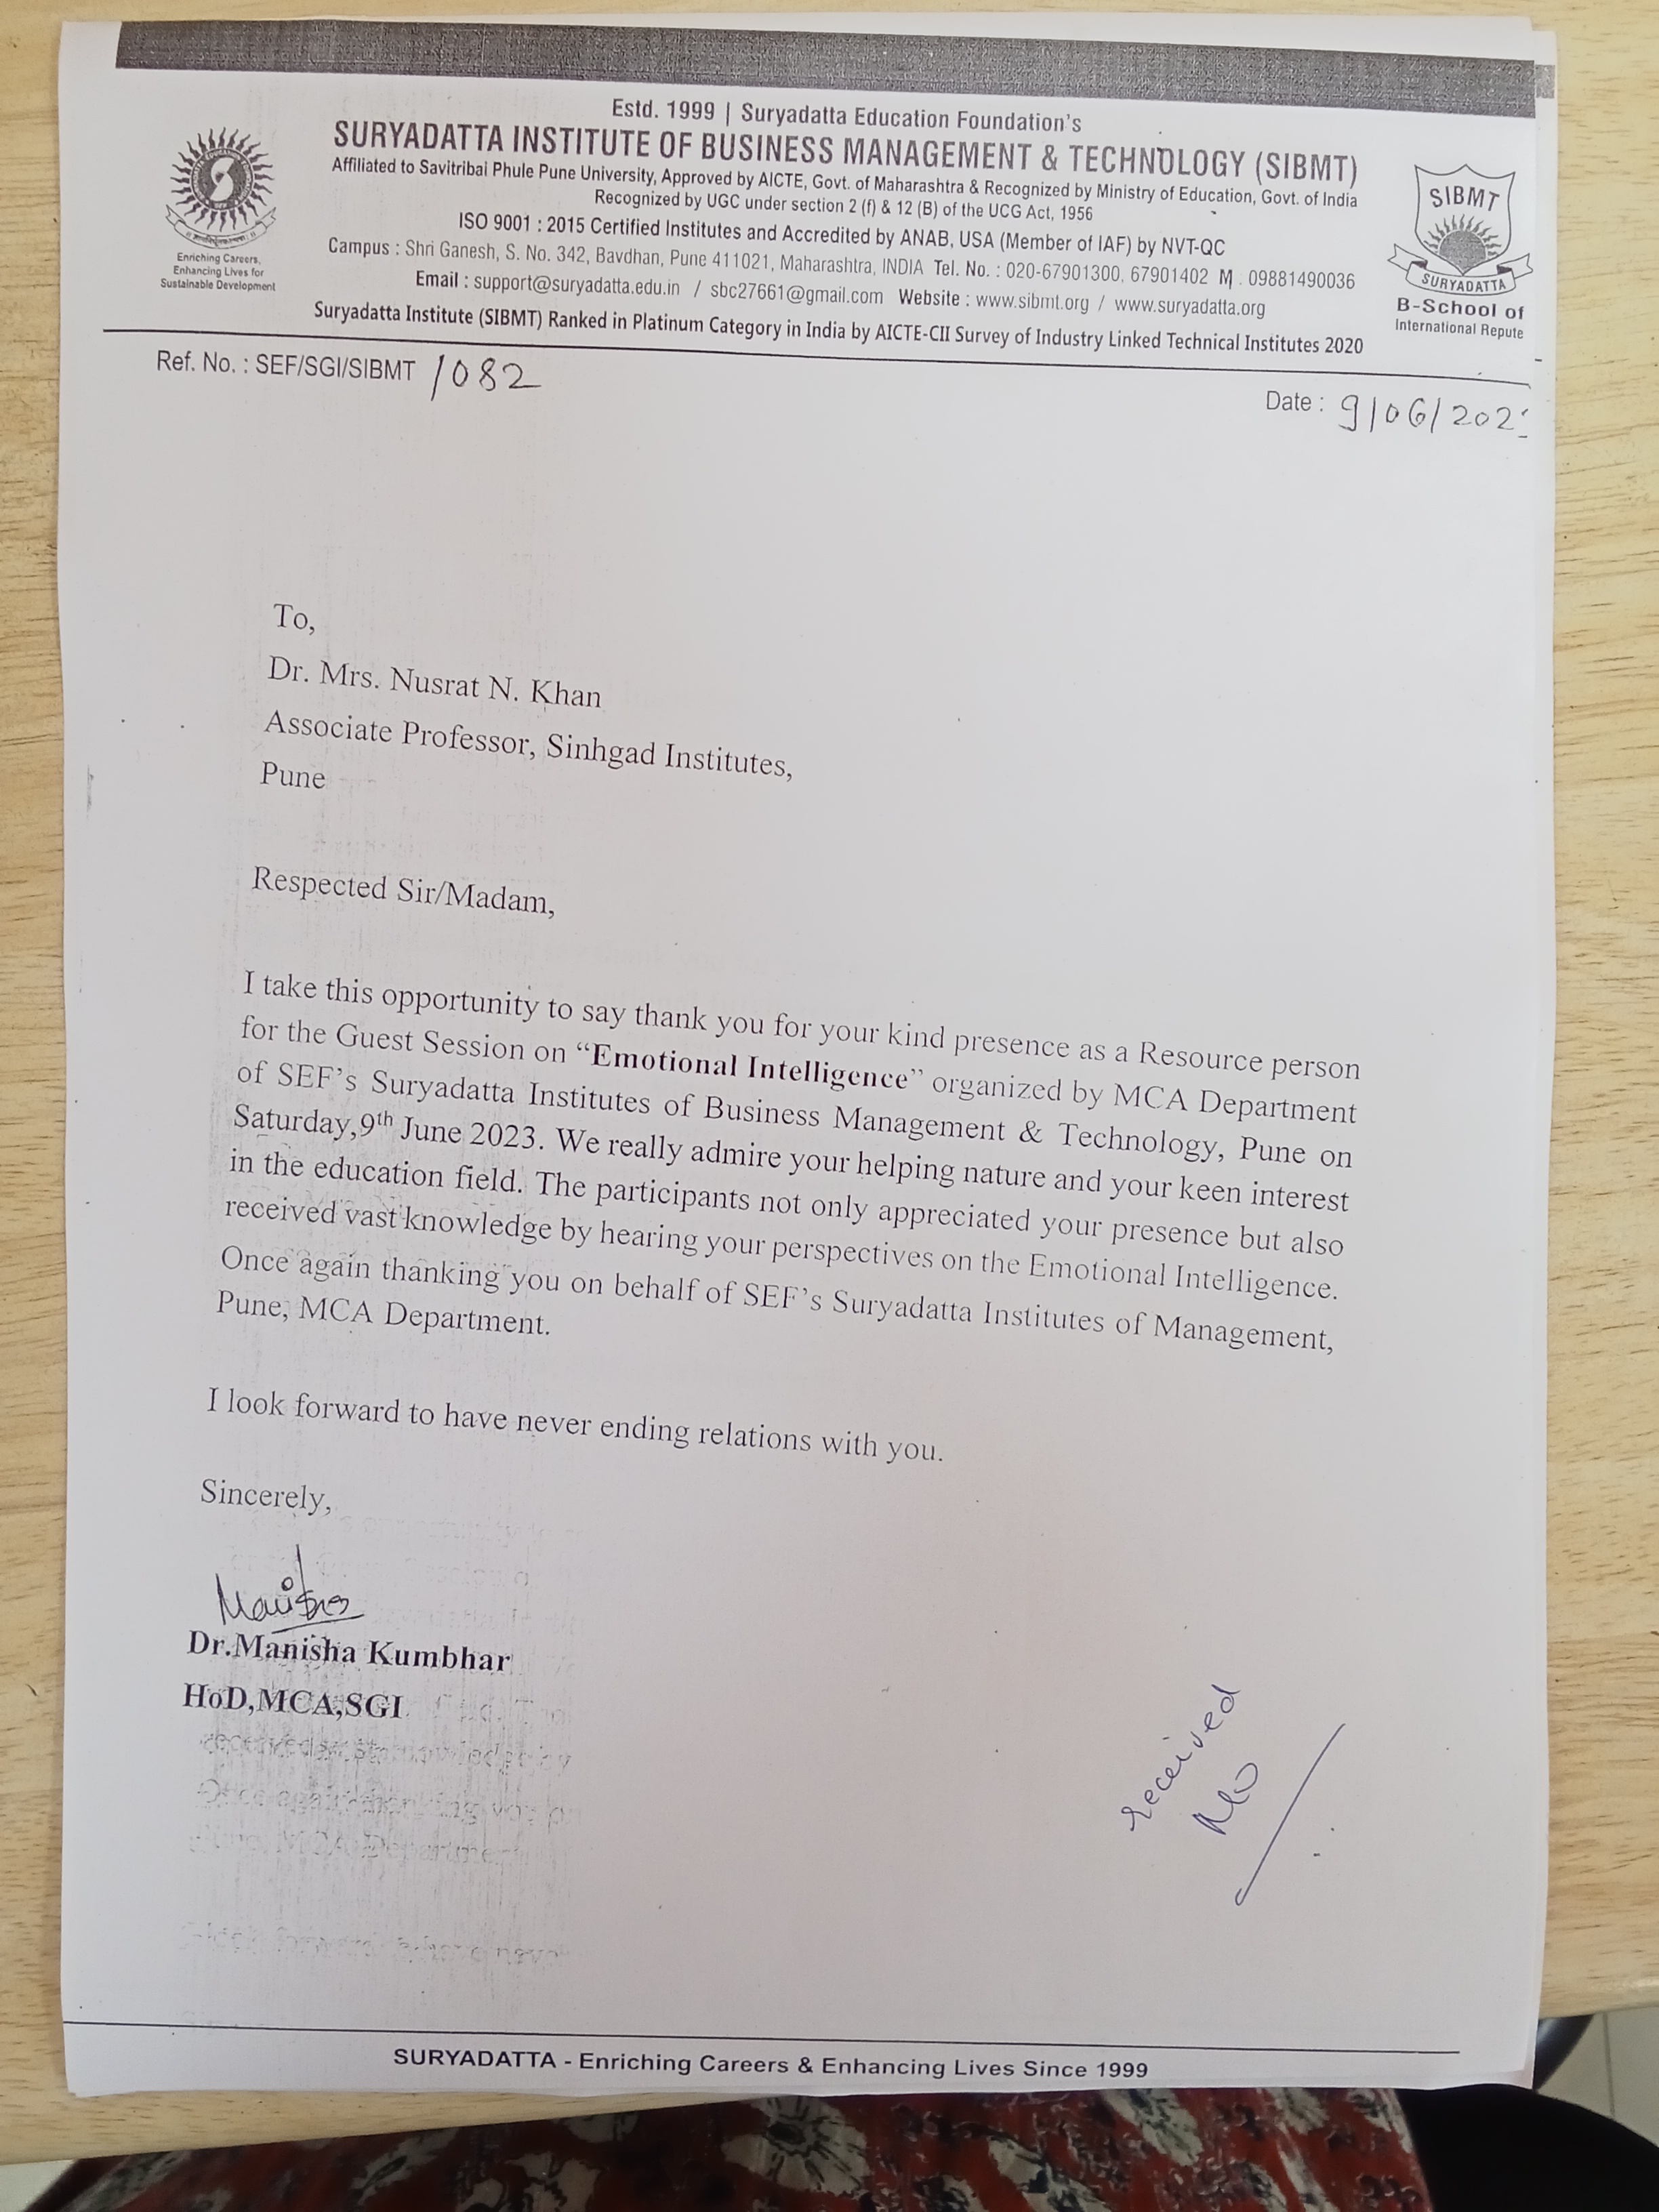 Estd. 1999 | Suryadatta Education Foundation's
SURYADATTA INSTITUTE OF BUSINESS MANAGEMENT & TECHNOLOGY (SIBMT)
Affiliated to Savitribai Phule Pune University, Approved by AICTE, Govt. of Maharashtra & Recognized by Ministry of Education, Govt. of India
Recognized by UGC under section 2 (f) & 12 (B) of the UCG Act, 1956
ISO 9001 : 2015 Certified Institutes and Accredited by ANAB, USA (Member of IAF) by NVT-QC
Campus : Shri Ganesh, S. No. 342, Bavdhan, Pune 411021, Maharashtra, INDIA Tel. No. : 020-67901300, 67901402 M . 09881490036
Email : support@suryadatta.edu.in / sbc27661@gmail.com Website : www.sibmt.org / www.suryadatta.org
Suryadatta Institute (SIBMT) Ranked in Platinum Category in India by AICTE-CII Survey of Industry Linked Technical Institutes 2020
Enriching Careers,
Enhancing Lives for
Sustainable Development
SIBMT
SURYADATTA
B-School of
International Repute
Ref. No. : SEF/SGI/SIBMT /082
Date : 9/06/202
To,
Dr. Mrs. Nusrat N. Khan
Associate Professor, Sinhgad Institutes,
Pune
Respected Sir/Madam,
I take this opportunity to say thank you for your kind presence as a Resource person
for the Guest Session on “Emotional Intelligence” organized by MCA Department
of SEF’s Suryadatta Institutes of Business Management & Technology, Pune on
Saturday,9th June 2023. We really admire your helping nature and your keen interest
in the education field. The participants not only appreciated your presence but also
received vast knowledge by hearing your perspectives on the Emotional Intelligence.
Once again thanking you on behalf of SEF’s Suryadatta Institutes of Management,
Pune, MCA Department.
I look forward to have never ending relations with you.
Sincerely,
Dr.Manisha Kumbhar
HoD,MCA,SGI
received
SURYADATTA - Enriching Careers & Enhancing Lives Since 1999